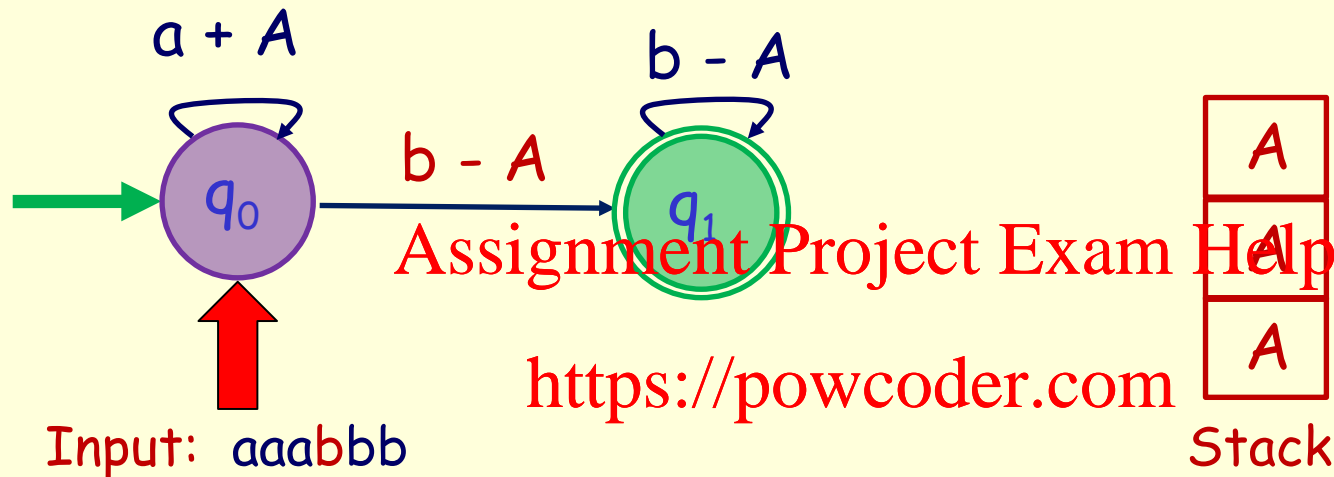 a + A
b - A
b - A
q0
q1
A
A
A
Assignment Project Exam Help
https://powcoder.com
Input: aaabbb
Stack